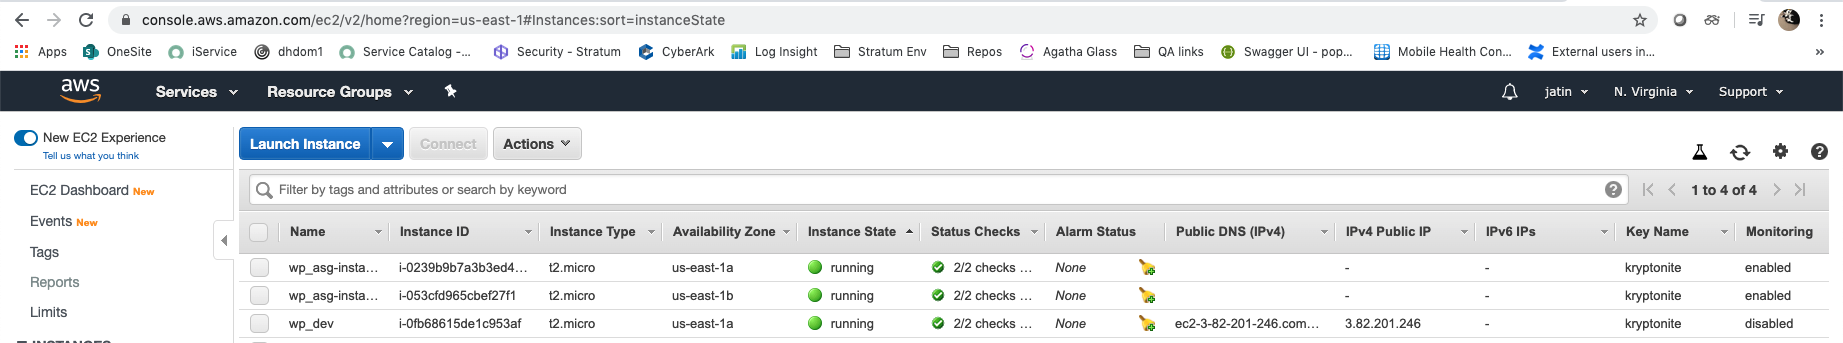 console.aws.amazon.com/ec2/v2/home?region=us-east-1#Instances:sort=instanceState
Apps OneSite iService dhdom1 Service Catalog -... Security - Stratum CyberArk Log Insight Stratum Env Repos Agatha Glass QA links Swagger UI - pop... Mobile Health Con... External users in... »
aws Services Resource Groups jatin N. Virginia Support
New EC2 Experience
Tell us what you think
Launch Instance Connect Actions
EC2 Dashboard New
Events New
Tags
Reports
Limits
Filter by tags and attributes or search by keyword 1 to 4 of 4
Name Instance ID Instance Type Availability Zone Instance State Status Checks Alarm Status Public DNS (IPv4) IPv4 Public IP IPv6 IPs Key Name Monitoring
wp_asg-insta... i-0239b9b7a3b3ed4... t2.micro us-east-1a running 2/2 checks ... None - - kryptonite enabled
wp_asg-insta... i-053cfd965cbef27f1 t2.micro us-east-1b running 2/2 checks ... None - - kryptonite enabled
wp_dev i-0fb68615de1c953af t2.micro us-east-1a running 2/2 checks ... None ec2-3-82-201-246.com... 3.82.201.246 - kryptonite disabled
INSTANCES